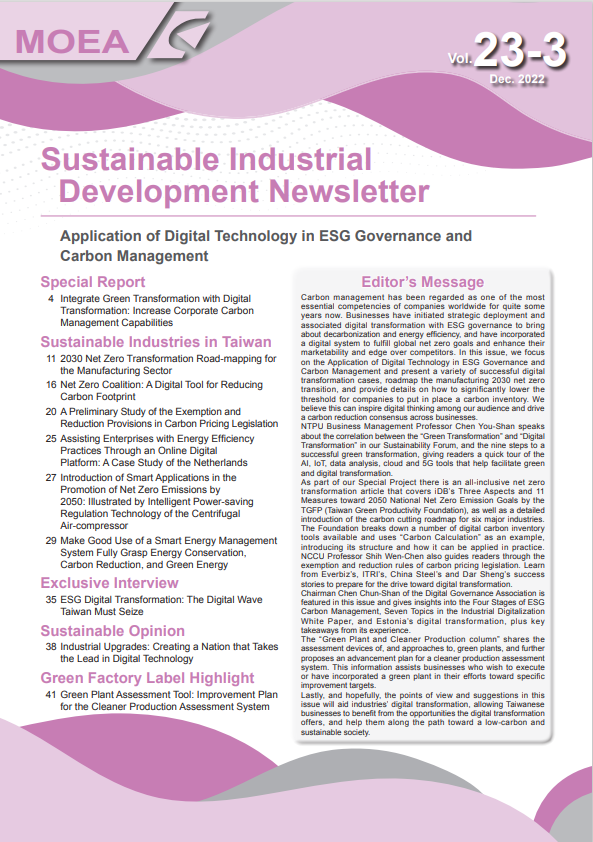 MOEA
Vol. 23-3
Dec. 2022
Sustainable Industrial
Development Newsletter
Application of Digital Technology in ESG Governance and
Carbon Management
Special Report
4 Integrate Green Transformation with Digital
Transformation: Increase Corporate Carbon
Management Capabilities
Sustainable Industries in Taiwan
11 2030 Net Zero Transformation Road-mapping for
the Manufacturing Sector
16 Net Zero Coalition: A Digital Tool for Reducing
Carbon Footprint
20 A Preliminary Study of the Exemption and
Reduction Provisions in Carbon Pricing Legislation
25 Assisting Enterprises with Energy Efficiency
Practices Through an Online Digital
Platform: A Case Study of the Netherlands
27 Introduction of Smart Applications in the
Promotion of Net Zero Emissions by
2050: Illustrated by Intelligent Power-saving
Regulation Technology of the Centrifugal
Air-compressor
29 Make Good Use of a Smart Energy Management
System Fully Grasp Energy Conservation,
Carbon Reduction, and Green Energy
Exclusive Interview
35 ESG Digital Transformation: The Digital Wave
Taiwan Must Seize
Sustainable Opinion
38 Industrial Upgrades: Creating a Nation that Takes
the Lead in Digital Technology
Green Factory Label Highlight
41 Green Plant Assessment Tool: Improvement Plan
for the Cleaner Production Assessment System
Editor's Message
Carbon management has been regarded as one of the most
essential competencies of companies worldwide for quite some
years now. Businesses have initiated strategic deployment and
associated digital transformation with ESG governance to bring
about decarbonization and energy efficiency, and have incorporated
a digital system to fulfill global net zero goals and enhance their
marketability and edge over competitors. In this issue, we focus
on the Application of Digital Technology in ESG Governance and
Carbon Management and present a variety of successful digital
transformation cases, roadmap the manufacturing 2030 net zero
transition, and provide details on how to significantly lower the
threshold for companies to put in place a carbon inventory. We
believe this can inspire digital thinking among our audience and drive
a carbon reduction consensus across businesses.
NTPU Business Management Professor Chen You-Shan speaks
about the correlation between the "Green Transformation" and "Digital
Transformation" in our Sustainability Forum, and the nine steps to a
successful green transformation, giving readers a quick tour of the
AI, IoT, data analysis, cloud and 5G tools that help facilitate green
and digital transformation.
As part of our Special Project there is an all-inclusive net zero
transformation article that covers iDB's Three Aspects and 11
Measures toward 2050 National Net Zero Emission Goals by the
TGFP (Taiwan Green Productivity Foundation), as well as a detailed
introduction of the carbon cutting roadmap for six major industries.
The Foundation breaks down a number of digital carbon inventory
tools available and uses "Carbon Calculation" as an example,
introducing its structure and how it can be applied in practice.
NCCU Professor Shih Wen-Chen also guides readers through the
exemption and reduction rules of carbon pricing legislation. Learn
from Everbiz's, ITRI's, China Steel's and Dar Sheng's success
stories to prepare for the drive toward digital transformation.
Chairman Chen Chun-Shan of the Digital Governance Association is
featured in this issue and gives insights into the Four Stages of ESG
Carbon Management, Seven Topics in the Industrial Digitalization
White Paper, and Estonia's digital transformation, plus key
takeaways from its experience.
The "Green Plant and Cleaner Production column" shares the
assessment devices of, and approaches to, green plants, and further
proposes an advancement plan for a cleaner production assessment
system. This information assists businesses who wish to execute
or have incorporated a green plant in their efforts toward specific
improvement targets.
Lastly, and hopefully, the points of view and suggestions in this
issue will aid industries' digital transformation, allowing Taiwanese
businesses to benefit from the opportunities the digital transformation
offers, and help them along the path toward a low-carbon and
sustainable society.